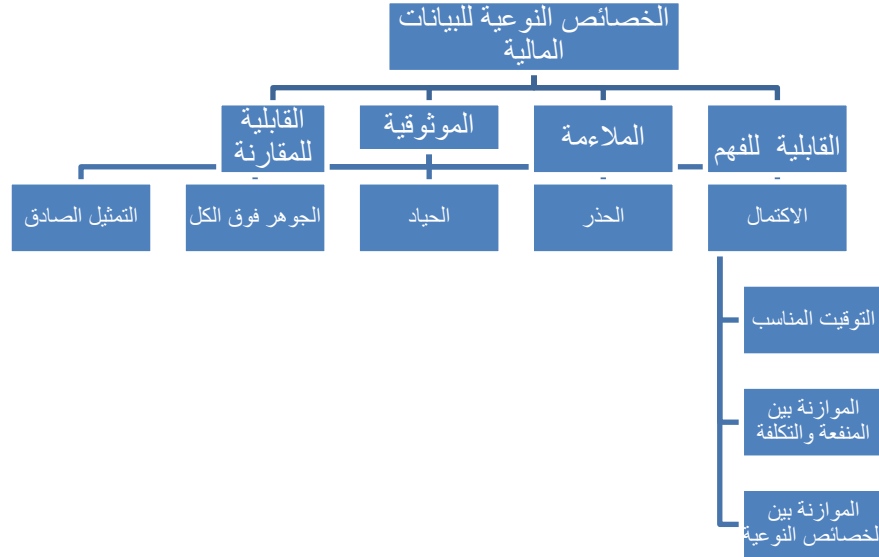 الخصائص النوعية للبيانات
المالية
القابلية للفهم
الملاءمة
الموثوقية
القابلية
للمقارنة
الاكتمال
الحذر
الحياد
الجوهر فوق الكل
التمثيل الصادق
التوقيت المناسب
الموازنة بين
المنفعة والتكلفة
الموازنة بين
لخصائص النوعية